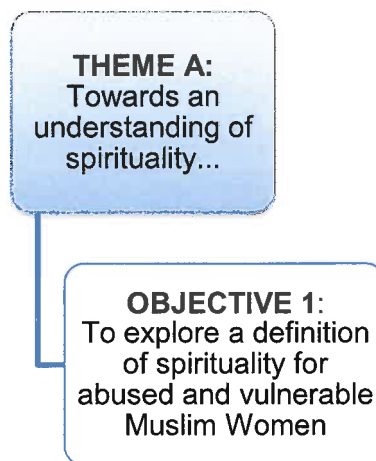 THEME A:
Towards an
understanding of
spirituality...
OBJECTIVE 1:
To explore a definition
of spirituality for
abused and vulnerable
Muslim Women